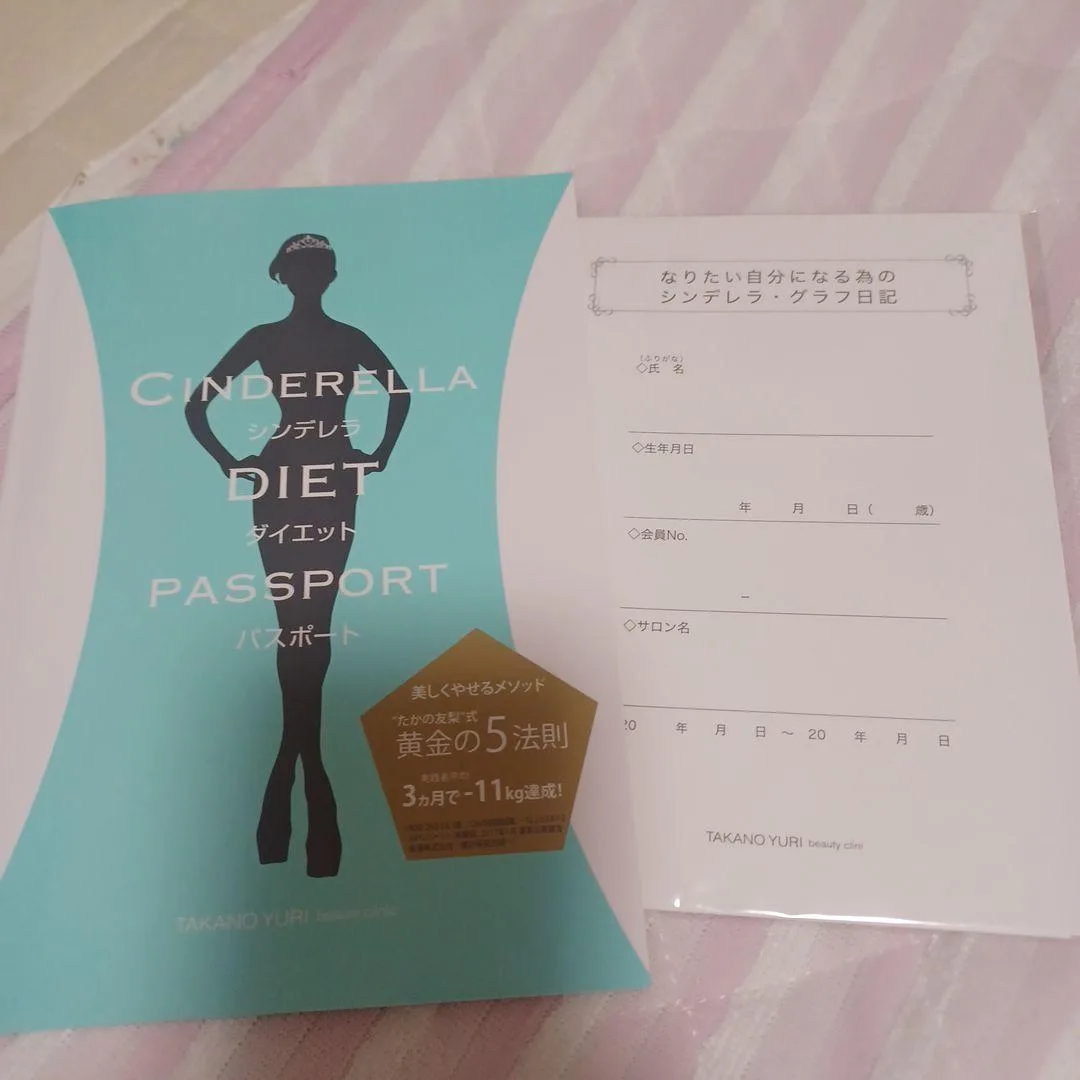 CINDERELLA
シンデレラ
DIET
ダイエット
PASSPORT
パスポート
美しくやせるメソッド
"たかの友梨"式
黄金の5法則
3ヵ月で-11kg達成!
TAKANO YURI beauty clinic
なりたい自分になる為の
シンデレラ・グラフ日記
(ふりがな)
◇氏 名
◇生年月日
年 月 日( 歳)
◇会員No.
–
◇サロン名
20 年 月 日 ~ 20 年 月 日
TAKANO YURI beauty clini